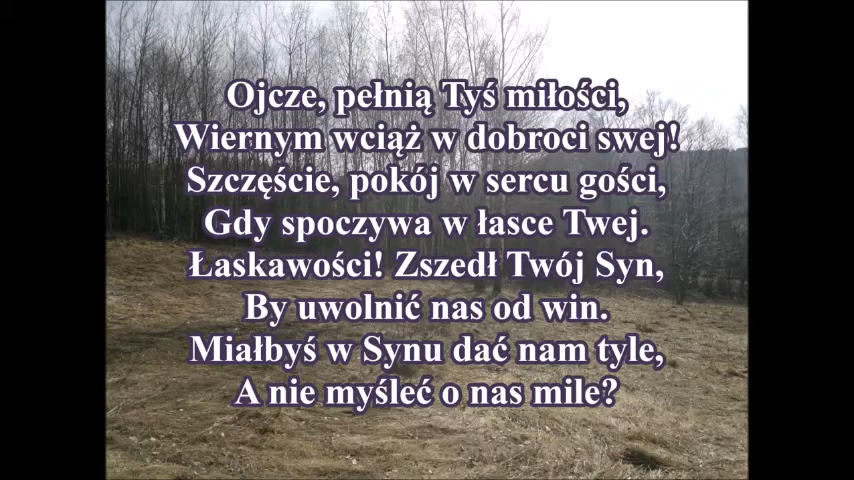 Ojcze, pełnią Tyś miłości,
Wiernym wciąż w dobroci swej!
Szczęście, pokój w sercu gości,
Gdy spoczywa w łasce Twej.
Łaskawości! Zszedł Twój Syn,
By uwolnić nas od win.
Miałbyś w Synu dać nam tyle,
A nie myśleć o nas mile?